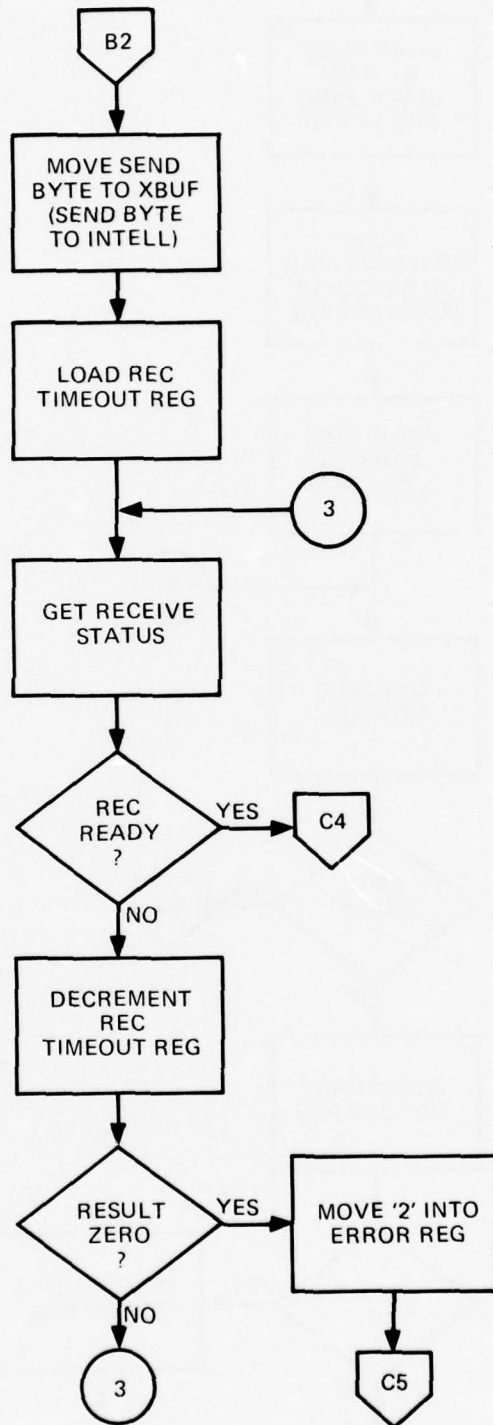 B2
MOVE SEND
BYTE TO XBUF
(SEND BYTE
TO INTELL)
LOAD REC
TIMEOUT REG
3
GET RECEIVE
STATUS
REC
READY
?
YES
C4
NO
DECREMENT
REC
TIMEOUT REG
RESULT
ZERO
?
YES
MOVE '2' INTO
ERROR REG
NO
3
C5